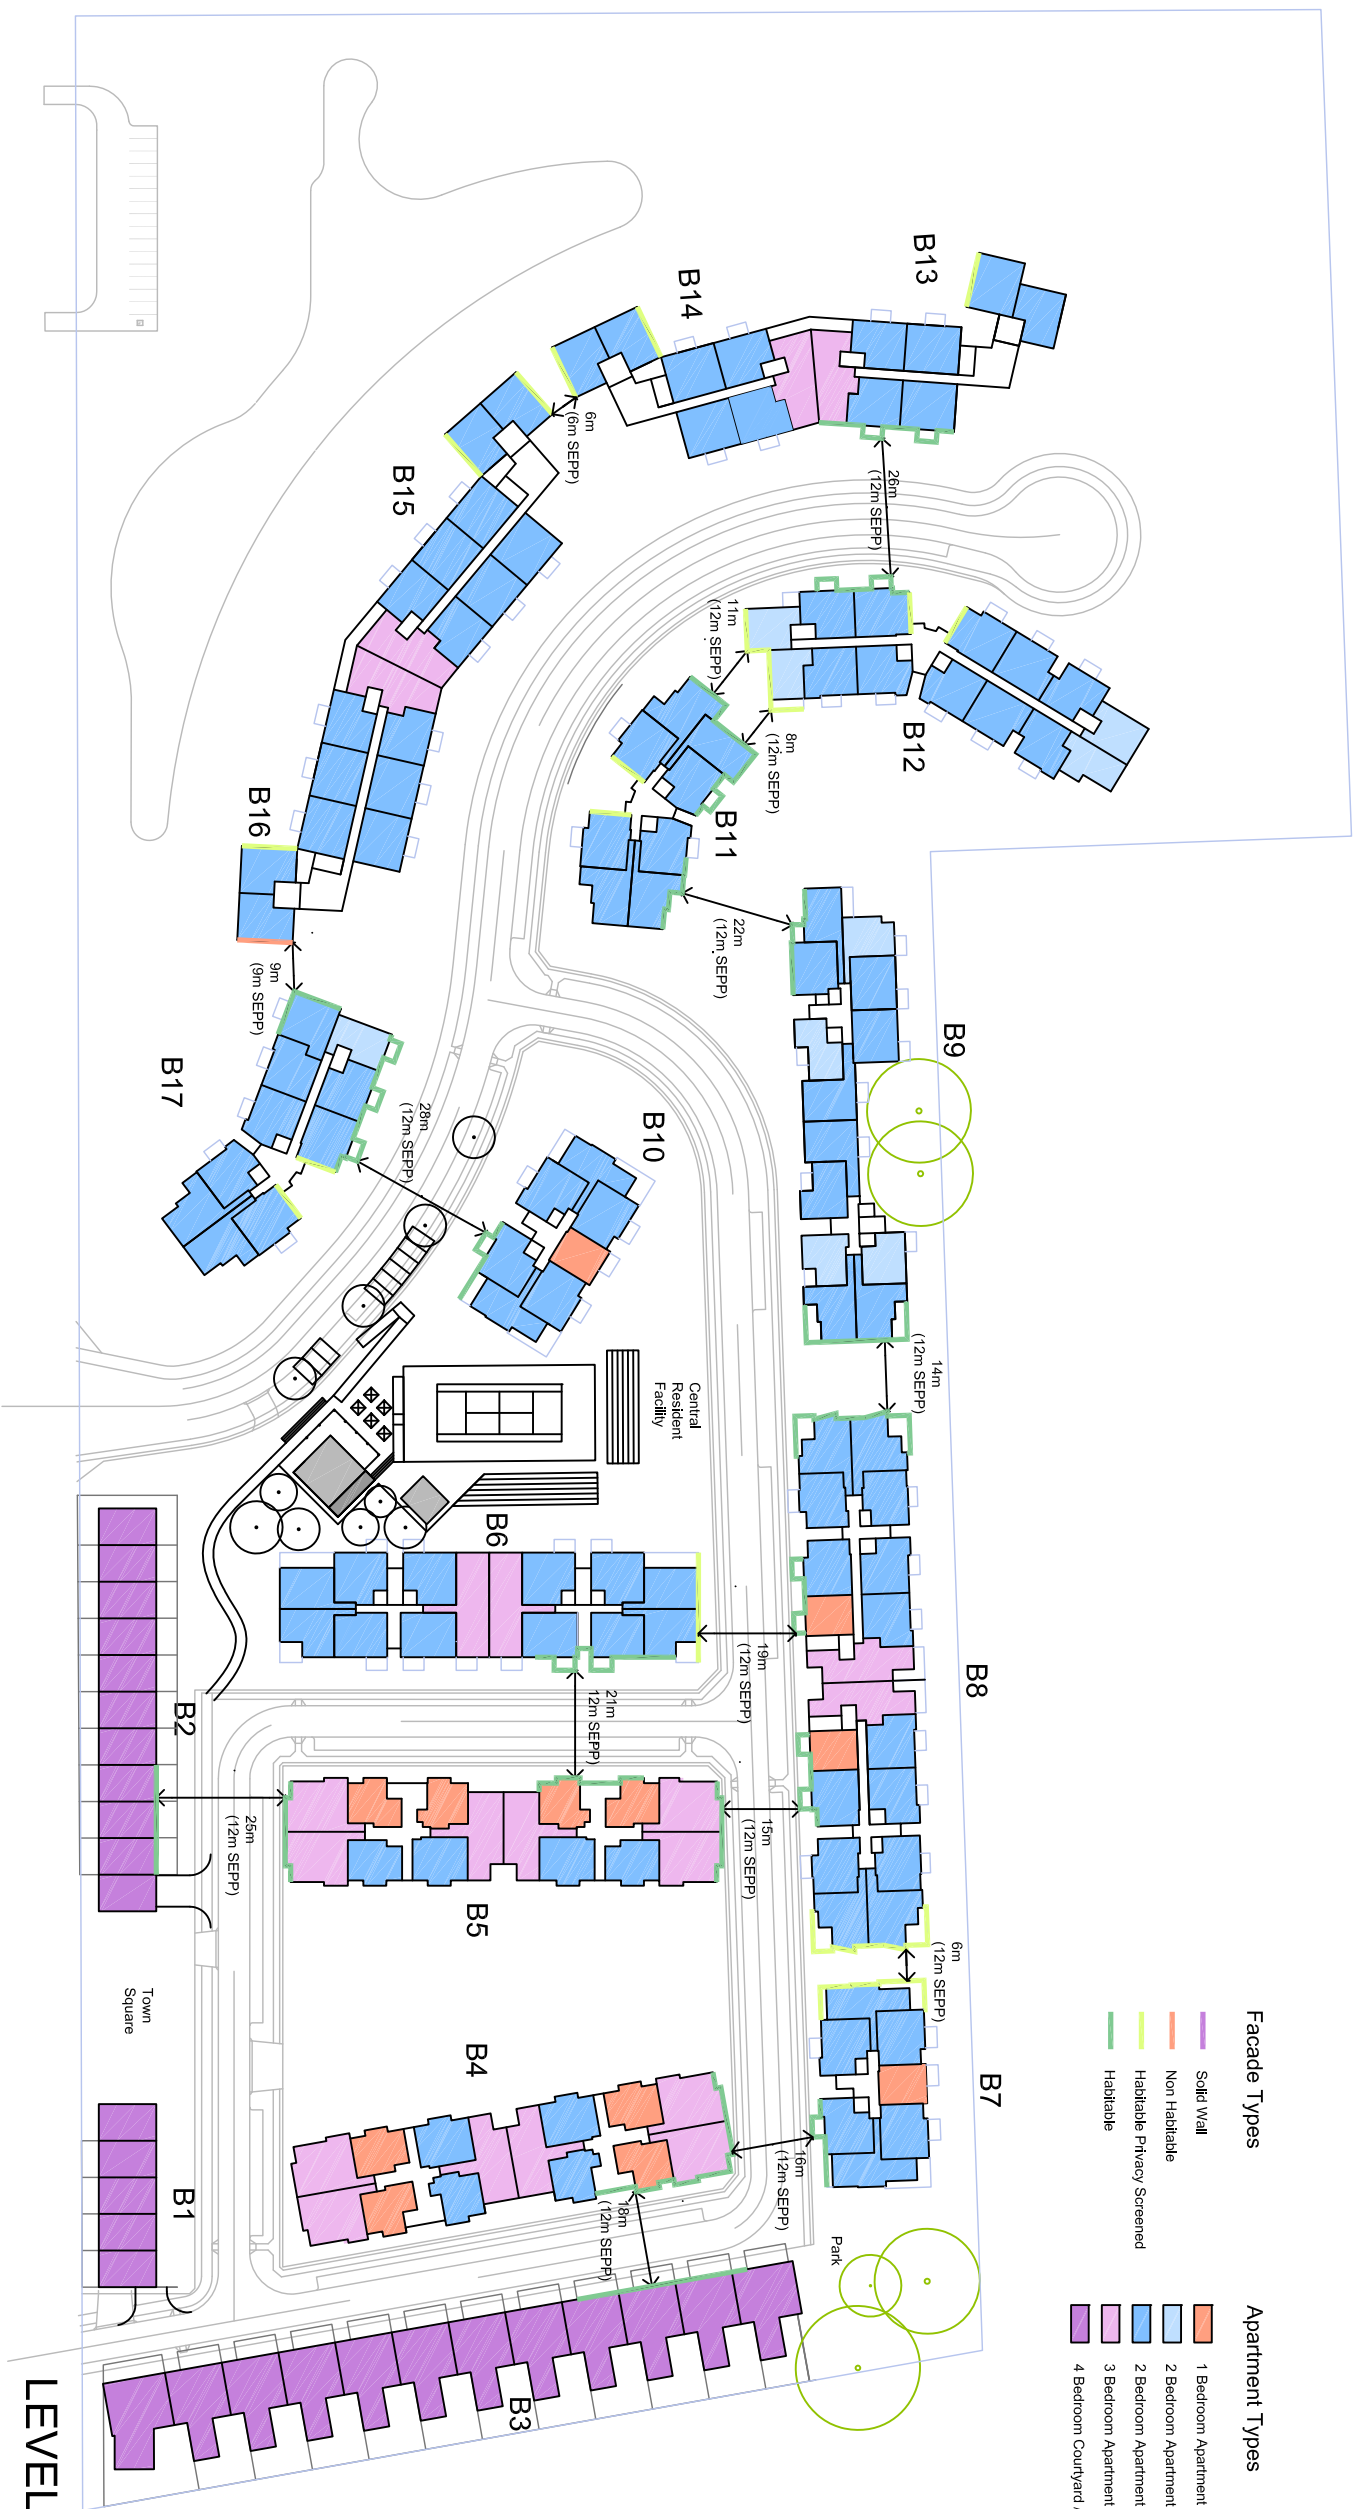 B13
B14
26m
(12m SEPP)
6m
(6m SEPP)
B15
11m
(12m SEPP)
B12
8m
(12m SEPP)
B11
B16
22m
(12m SEPP)
9m
(9m SEPP)
B9
B17
28m
(12m SEPP)
B10
14m
(12m SEPP)
Central
Resident
Facility
B6
19m
(12m SEPP)
B8
21m
12m SEPP)
B2
25m
(12m SEPP)
15m
(12m SEPP)
B5
6m
(12m SEPP)
Town
Square
B4
B7
16m
(12m SEPP)
18m
(12m SEPP)
B1
Park
B3
Facade Types
Solid Wall
Non Habitable
Habitable Privacy Screened
Habitable
Apartment Types
1 Bedroom Apartment
2 Bedroom Apartment
2 Bedroom Apartment
3 Bedroom Apartment
4 Bedroom Courtyard
LEVEL